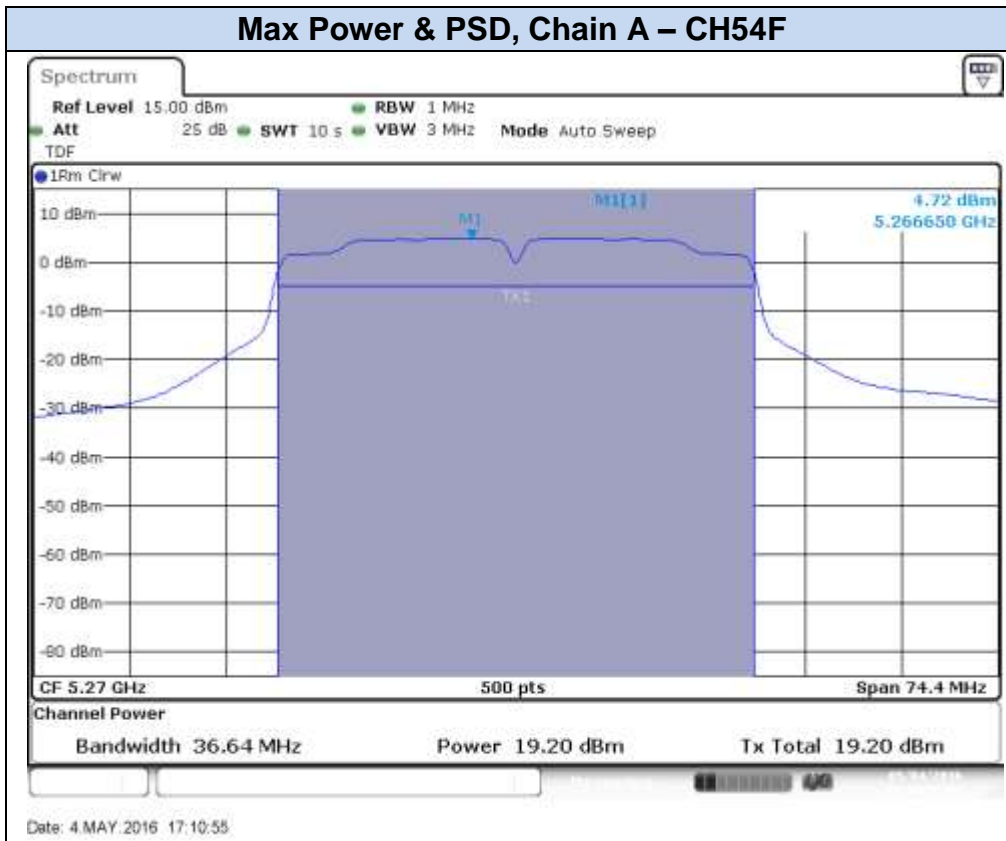 Max Power & PSD, Chain A – CH54F
Spectrum
Ref Level 15.00 dBm RBW 1 MHz
Att 25 dB SWT 10 s VBW 3 MHz Mode Auto Sweep
TDF
1Rm Clrw
M1[1] 4.72 dBm
5.266650 GHz
10 dBm
M1
0 dBm
-10 dBm
-20 dBm
-30 dBm
-40 dBm
-50 dBm
-60 dBm
-70 dBm
-80 dBm
CF 5.27 GHz 500 pts Span 74.4 MHz
Channel Power
Bandwidth 36.64 MHz Power 19.20 dBm Tx Total 19.20 dBm
Date: 4.MAY.2016 17:10:55